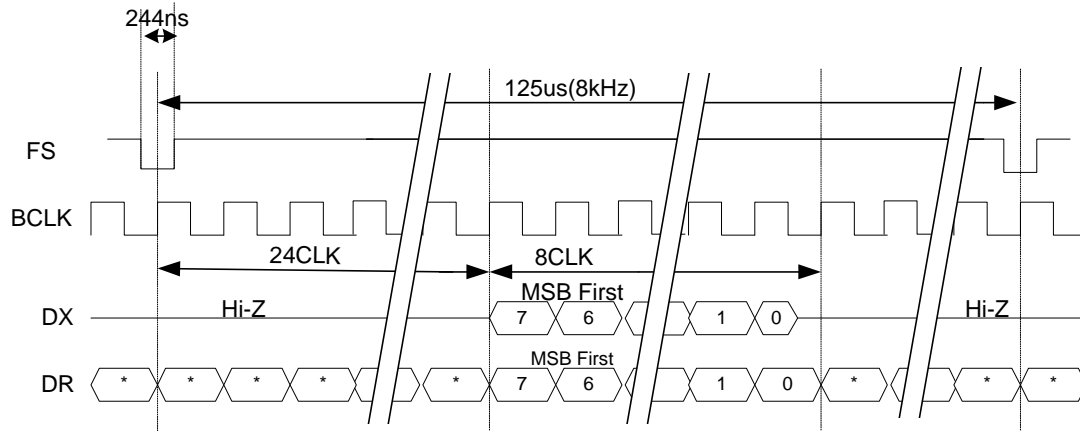 244ns
125us(8kHz)
FS
BCLK
24CLK
8CLK
MSB First
DX
Hi-Z
7 6 1 0
Hi-Z
MSB First
DR
* * * * * 7 6 1 0 * * *